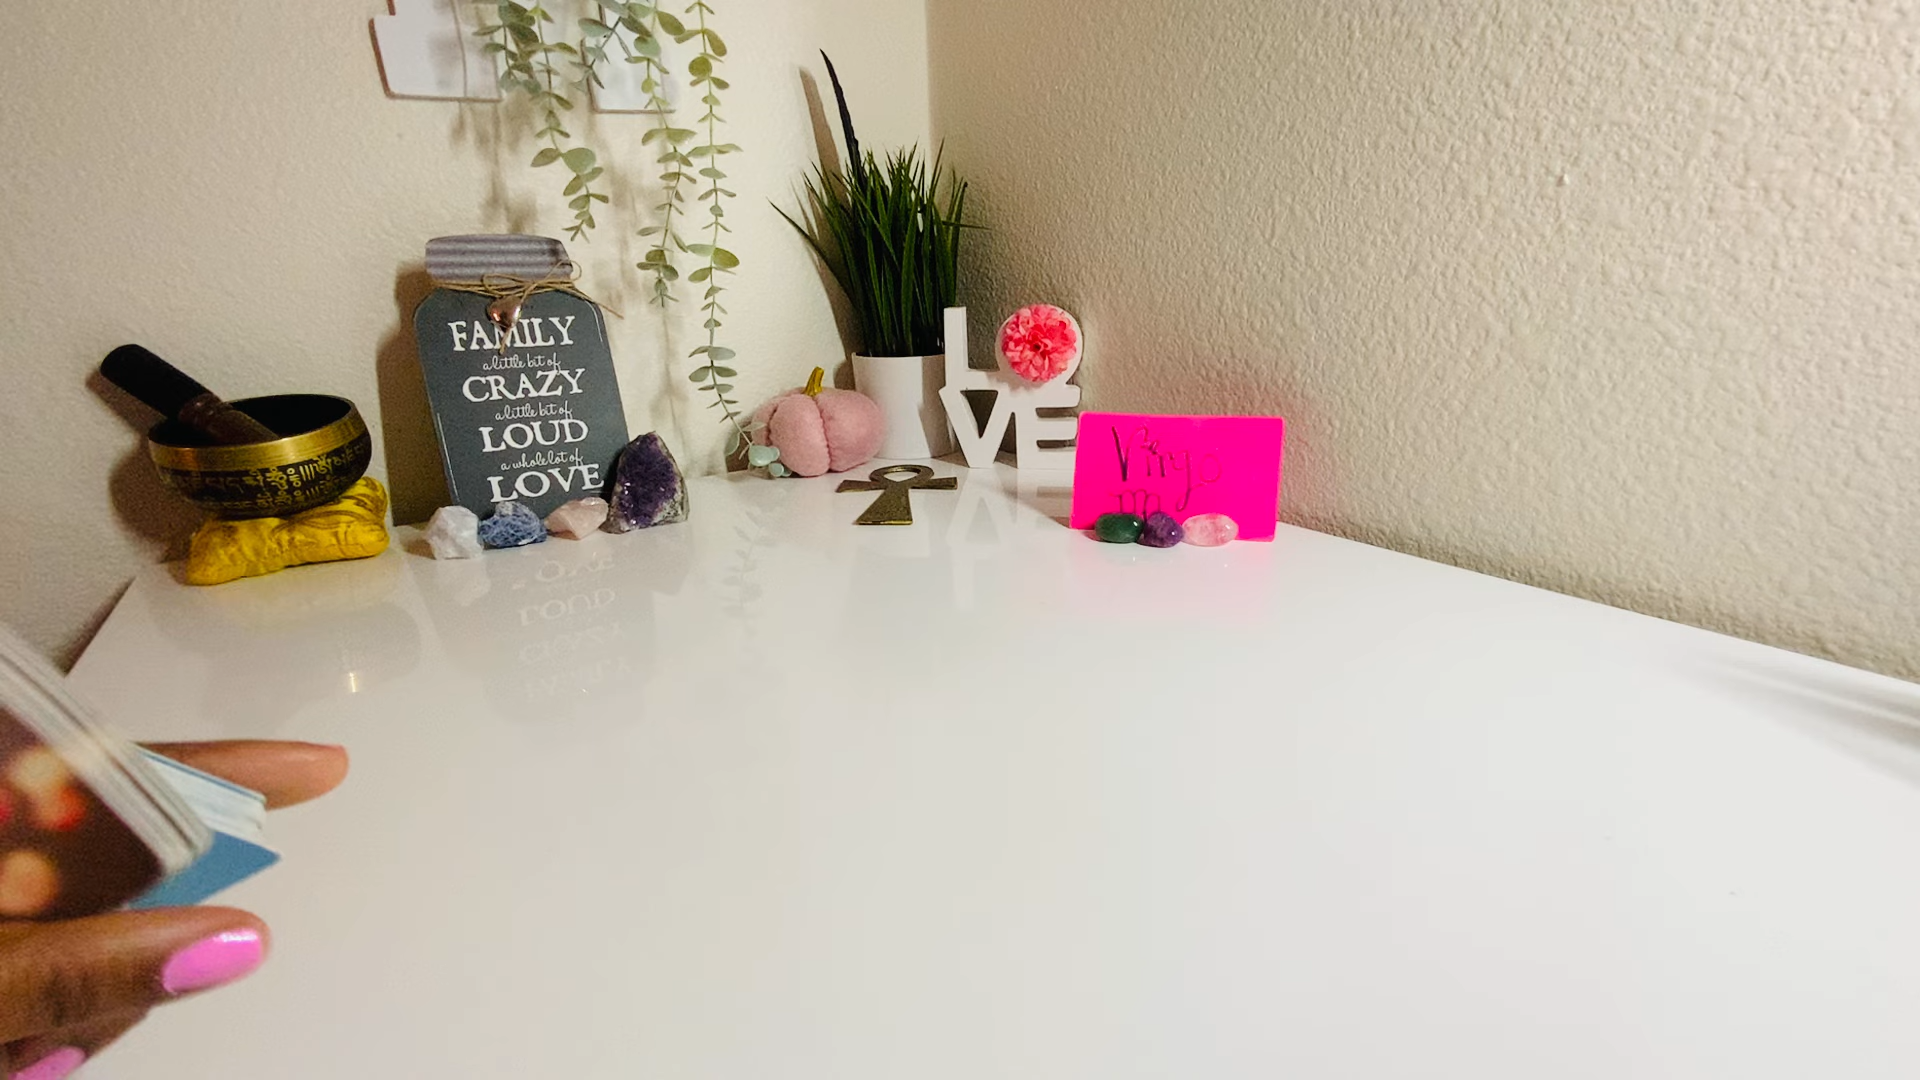 FAMILY
a little bit of
CRAZY
a little bit of
LOUD
a whole lot of
LOVE
LOVE
Virgo